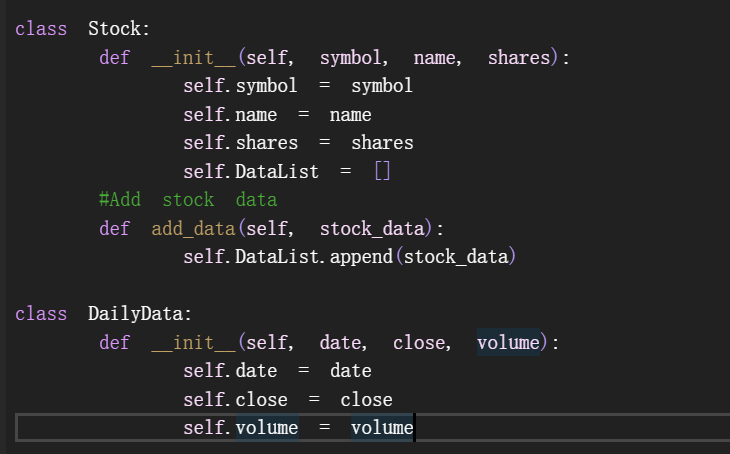 class Stock:
    def __init__(self, symbol, name, shares):
        self.symbol = symbol
        self.name = name
        self.shares = shares
        self.DataList = []
    #Add stock data
    def add_data(self, stock_data):
        self.DataList.append(stock_data)

class DailyData:
    def __init__(self, date, close, volume):
        self.date = date
        self.close = close
        self.volume = volume